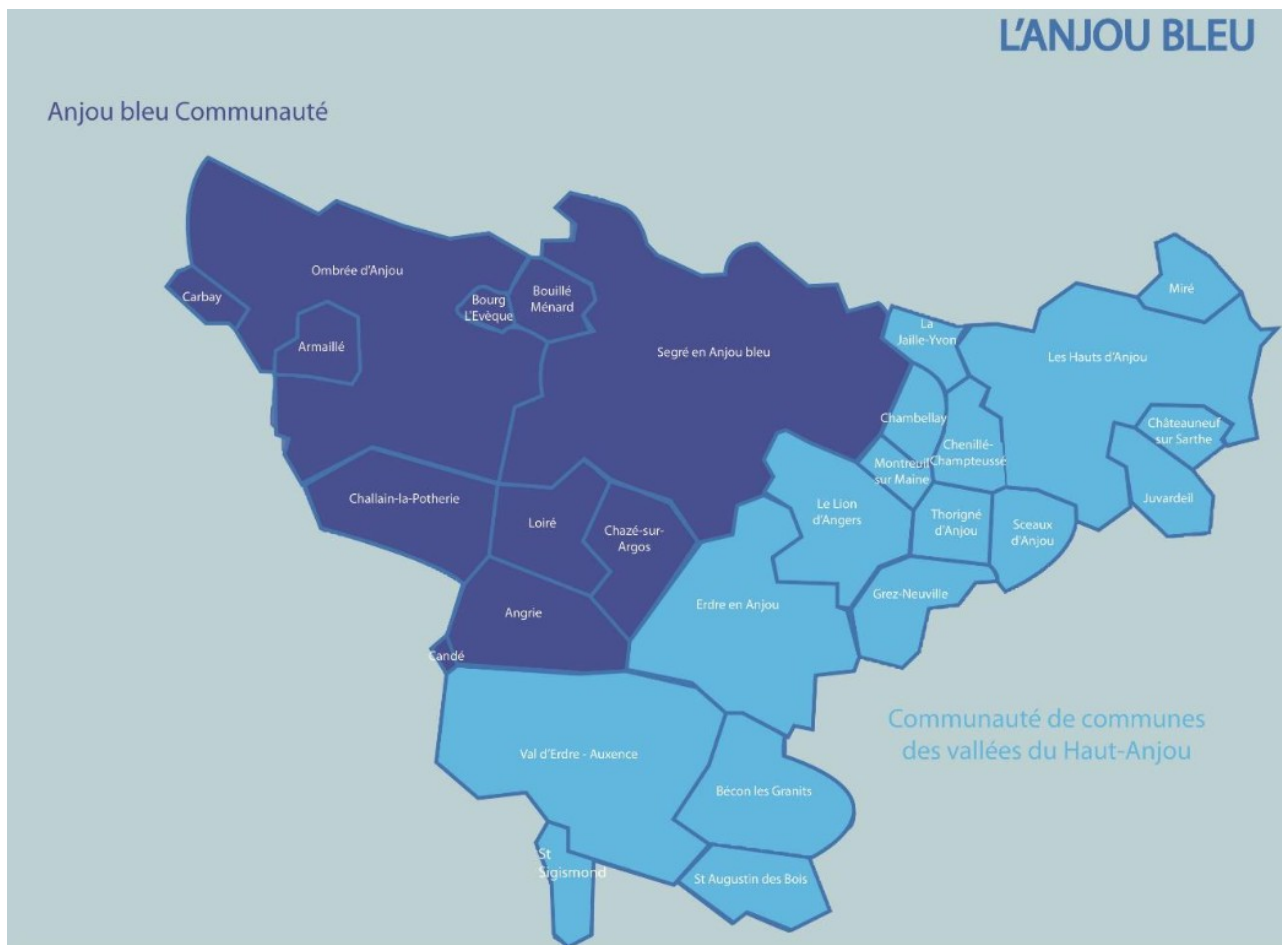 L'ANJOU BLEU
Anjou bleu Communauté
Ombrée d'Anjou
Carbay
Armaillé
Bourg
L'Evèque
Bouillé
Ménard
Segré en Anjou bleu
La
Jaille-Yvon
Miré
Les Hauts d'Anjou
Chambellay
Châteauneuf
sur Sarthe
Chenillé-
Champteussé
Montreuil
sur Maine
Juvardeil
Challain-la-Potherie
Loiré
Chazé-sur-
Argos
Le Lion
d'Angers
Thorigné
d'Anjou
Sceaux
d'Anjou
Grez-Neuville
Erdre en Anjou
Angrie
Candé
Communauté de communes
des vallées du Haut-Anjou
Val d'Erdre - Auxence
Bécon les Granits
St
Sigismond
St Augustin des Bois